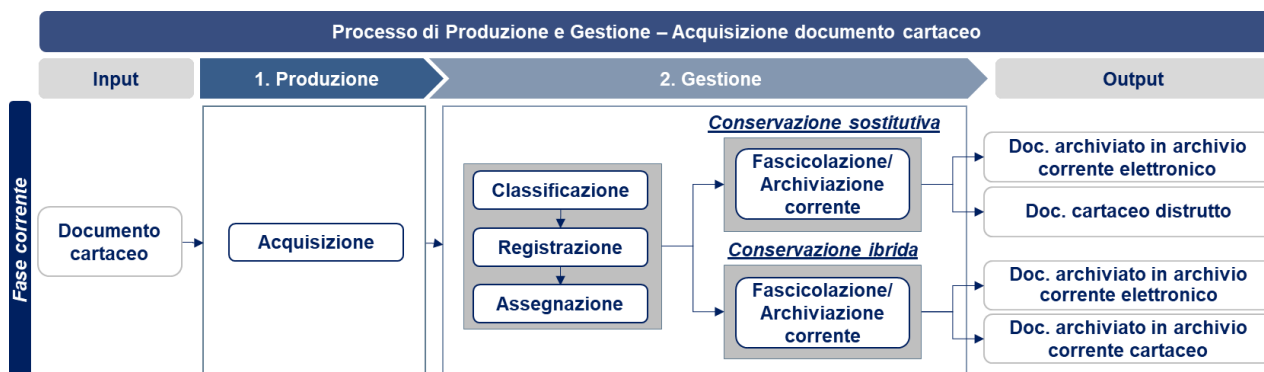 Processo di Produzione e Gestione – Acquisizione documento cartaceo
Input
1. Produzione
2. Gestione
Output
Fase corrente
Documento
cartaceo
Acquisizione
Classificazione
Registrazione
Assegnazione
Conservazione sostitutiva
Fascicolazione/
Archiviazione
corrente
Conservazione ibrida
Fascicolazione/
Archiviazione
corrente
Doc. archiviato in archivio
corrente elettronico
Doc. cartaceo distrutto
Doc. archiviato in archivio
corrente elettronico
Doc. archiviato in archivio
corrente cartaceo